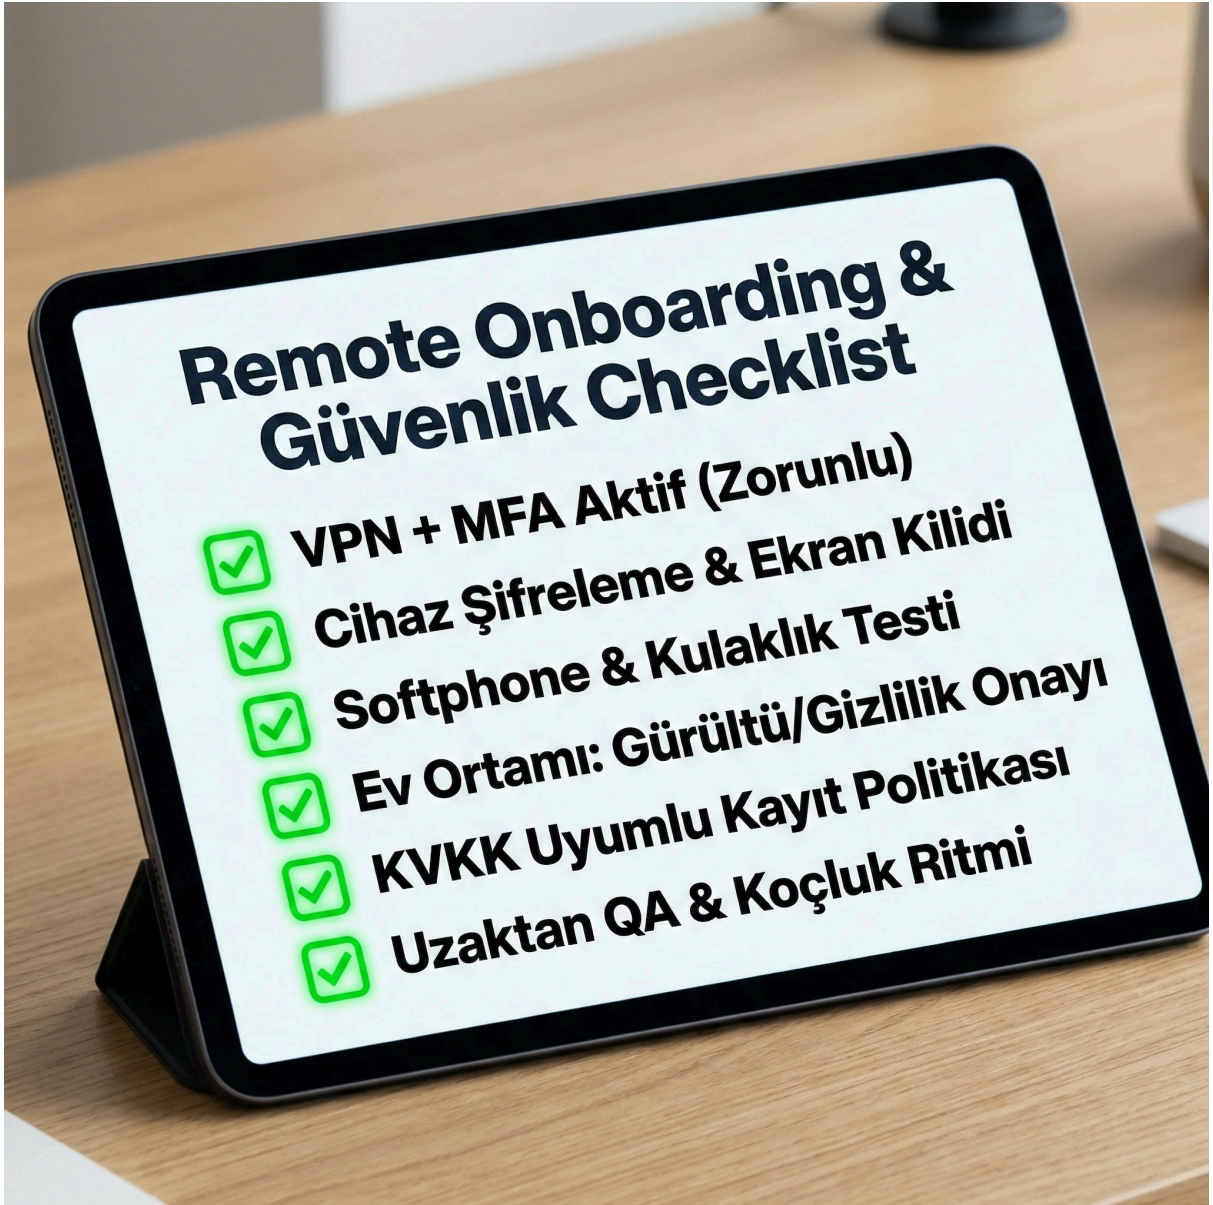 Remote Onboarding &
Güvenlik Checklist
VPN + MFA Aktif (Zorunlu)
Cihaz Şifreleme & Ekran Kilidi
Softphone & Kulaklık Testi
Ev Ortamı: Gürültü/Gizlilik Onayı
KVKK Uyumlu Kayıt Politikası
Uzaktan QA & Koçluk Ritmi